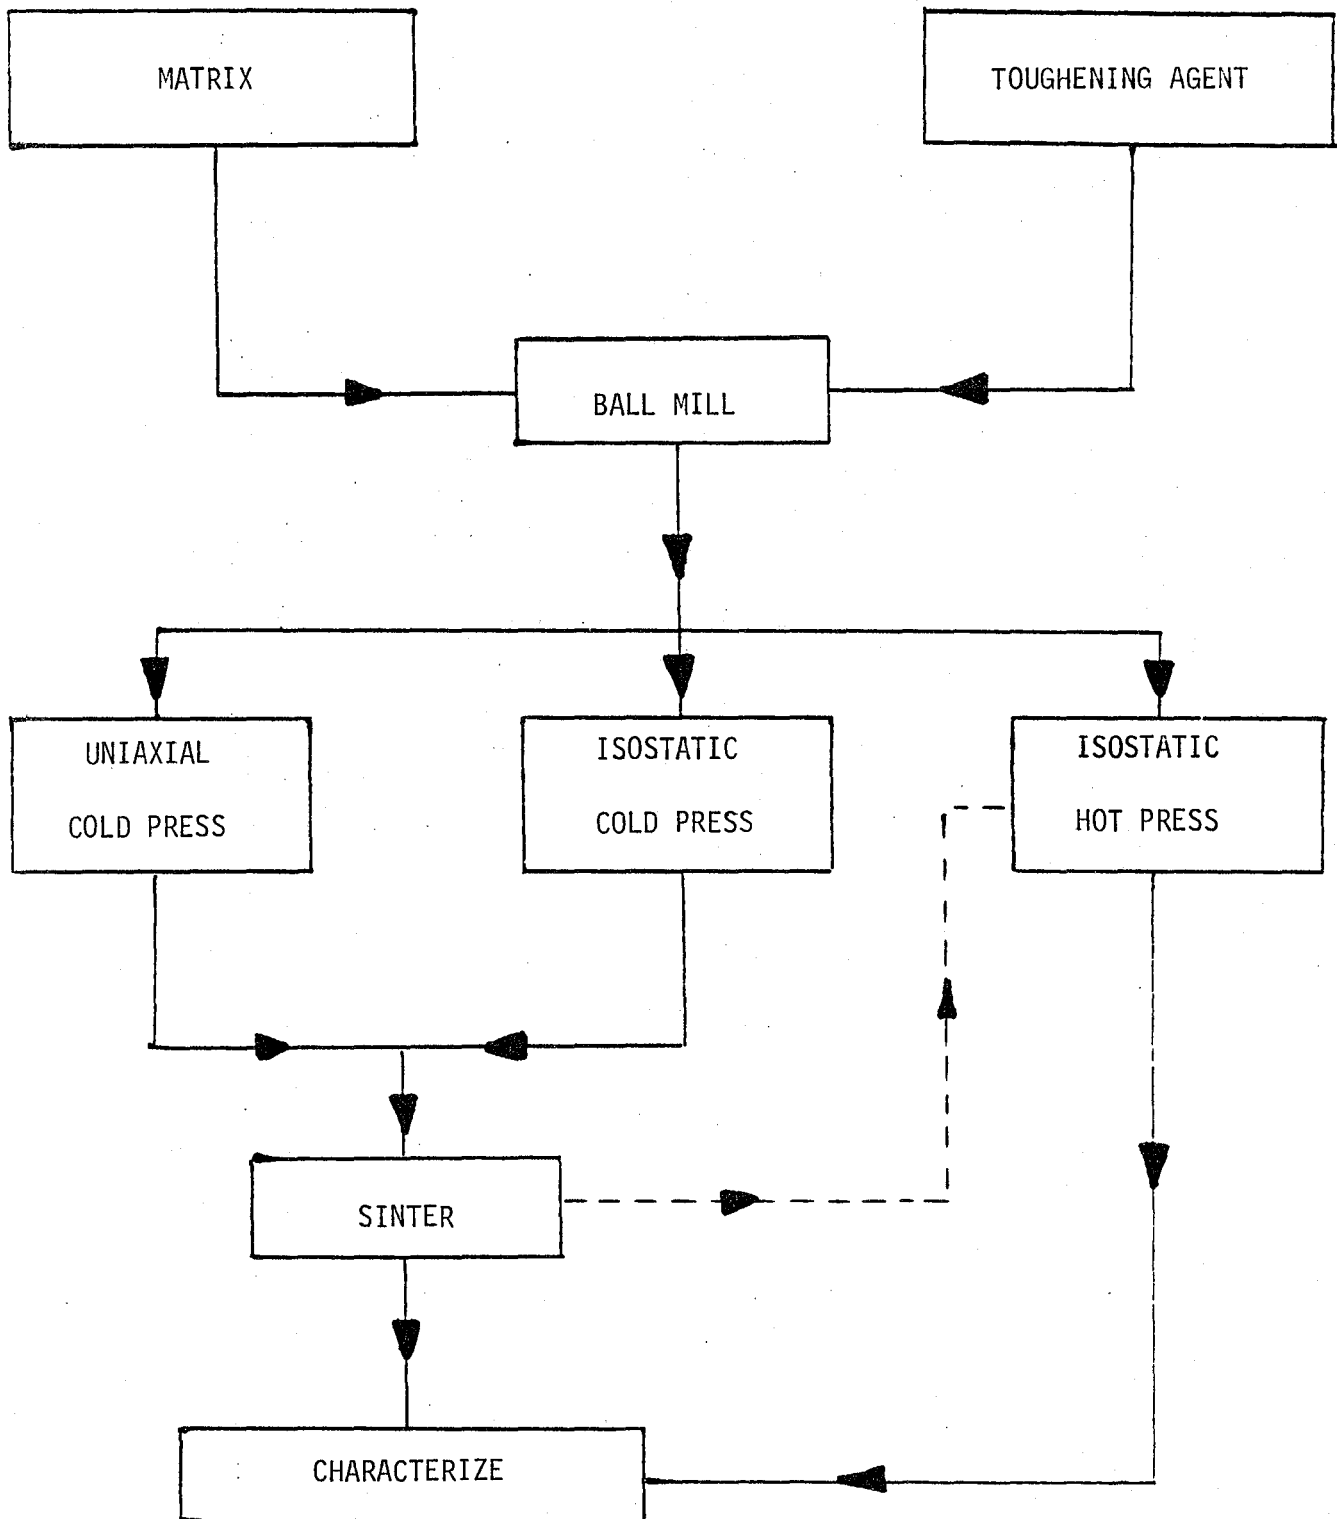 MATRIX
TOUGHENING AGENT
BALL MILL
UNIAXIAL
COLD PRESS
ISOSTATIC
COLD PRESS
ISOSTATIC
HOT PRESS
SINTER
CHARACTERIZE